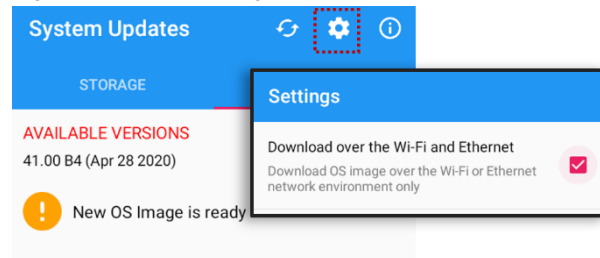 System Updates
STORAGE
AVAILABLE VERSIONS
41.00 B4 (Apr 28 2020)
New OS Image is ready
Settings
Download over the Wi-Fi and Ethernet
Download OS image over the Wi-Fi or Ethernet
network environment only